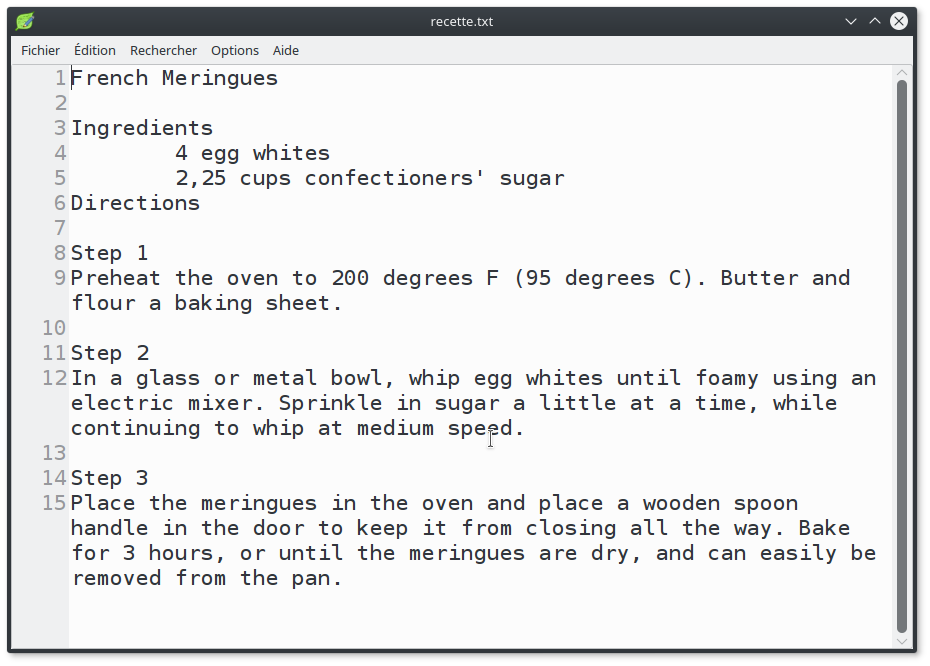 recette.txt
Fichier Édition Rechercher Options Aide
1 French Meringues
2
3 Ingredients
4 4 egg whites
5 2,25 cups confectioners' sugar
6 Directions
7
8 Step 1
9 Preheat the oven to 200 degrees F (95 degrees C). Butter and
flour a baking sheet.
10
11 Step 2
12 In a glass or metal bowl, whip egg whites until foamy using an
electric mixer. Sprinkle in sugar a little at a time, while
continuing to whip at medium speed.
13
14 Step 3
15 Place the meringues in the oven and place a wooden spoon
handle in the door to keep it from closing all the way. Bake
for 3 hours, or until the meringues are dry, and can easily be
removed from the pan.